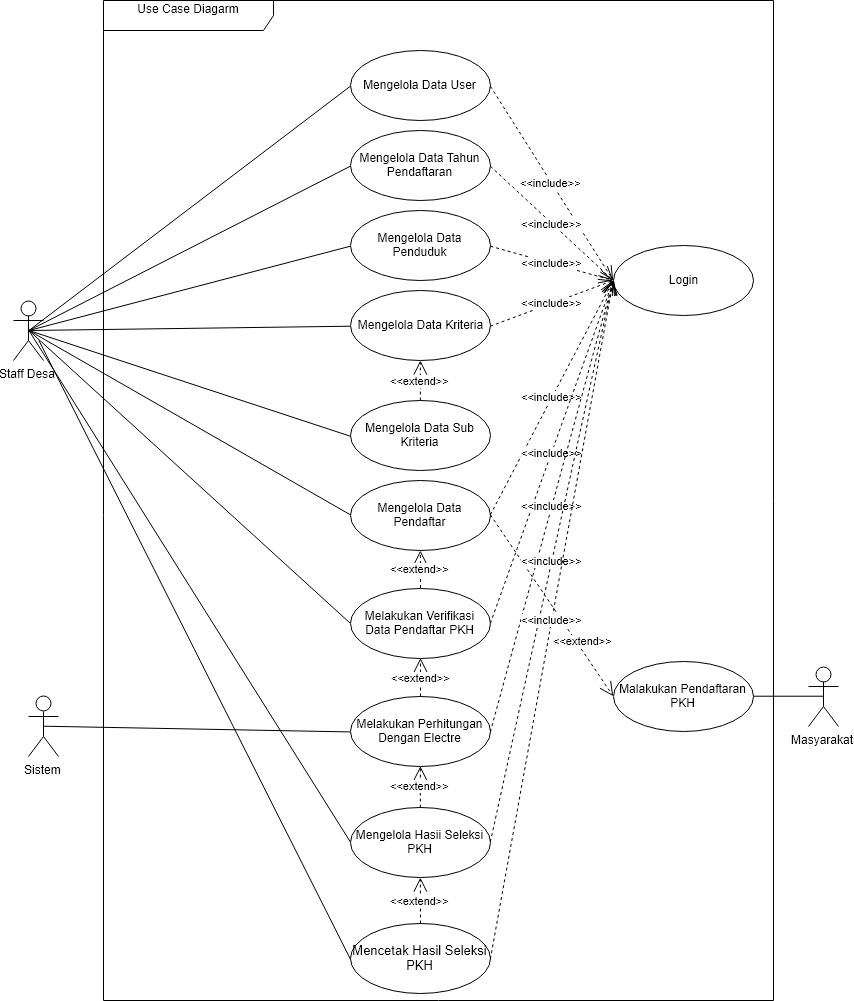 Use Case Diagarm
Mengelola Data User
Mengelola Data Tahun
Pendaftaran
<<include>>
<<include>>
Mengelola Data
Penduduk
<<include>>
Login
<<include>>
Mengelola Data Kriteria
Staff Desa
<<extend>>
<<include>>
Mengelola Data Sub
Kriteria
<<include>>
Mengelola Data
Pendaftar
<<include>>
<<extend>>
<<include>>
Melakukan Verifikasi
Data Pendaftar PKH
<<include>>
<<extend>>
<<extend>>
Malakukan Pendaftaran
PKH
Melakukan Perhitungan
Dengan Electre
Masyarakat
Sistem
<<extend>>
Mengelola Hasii Seleksi
PKH
<<extend>>
Mencetak Hasil Seleksi
PKH